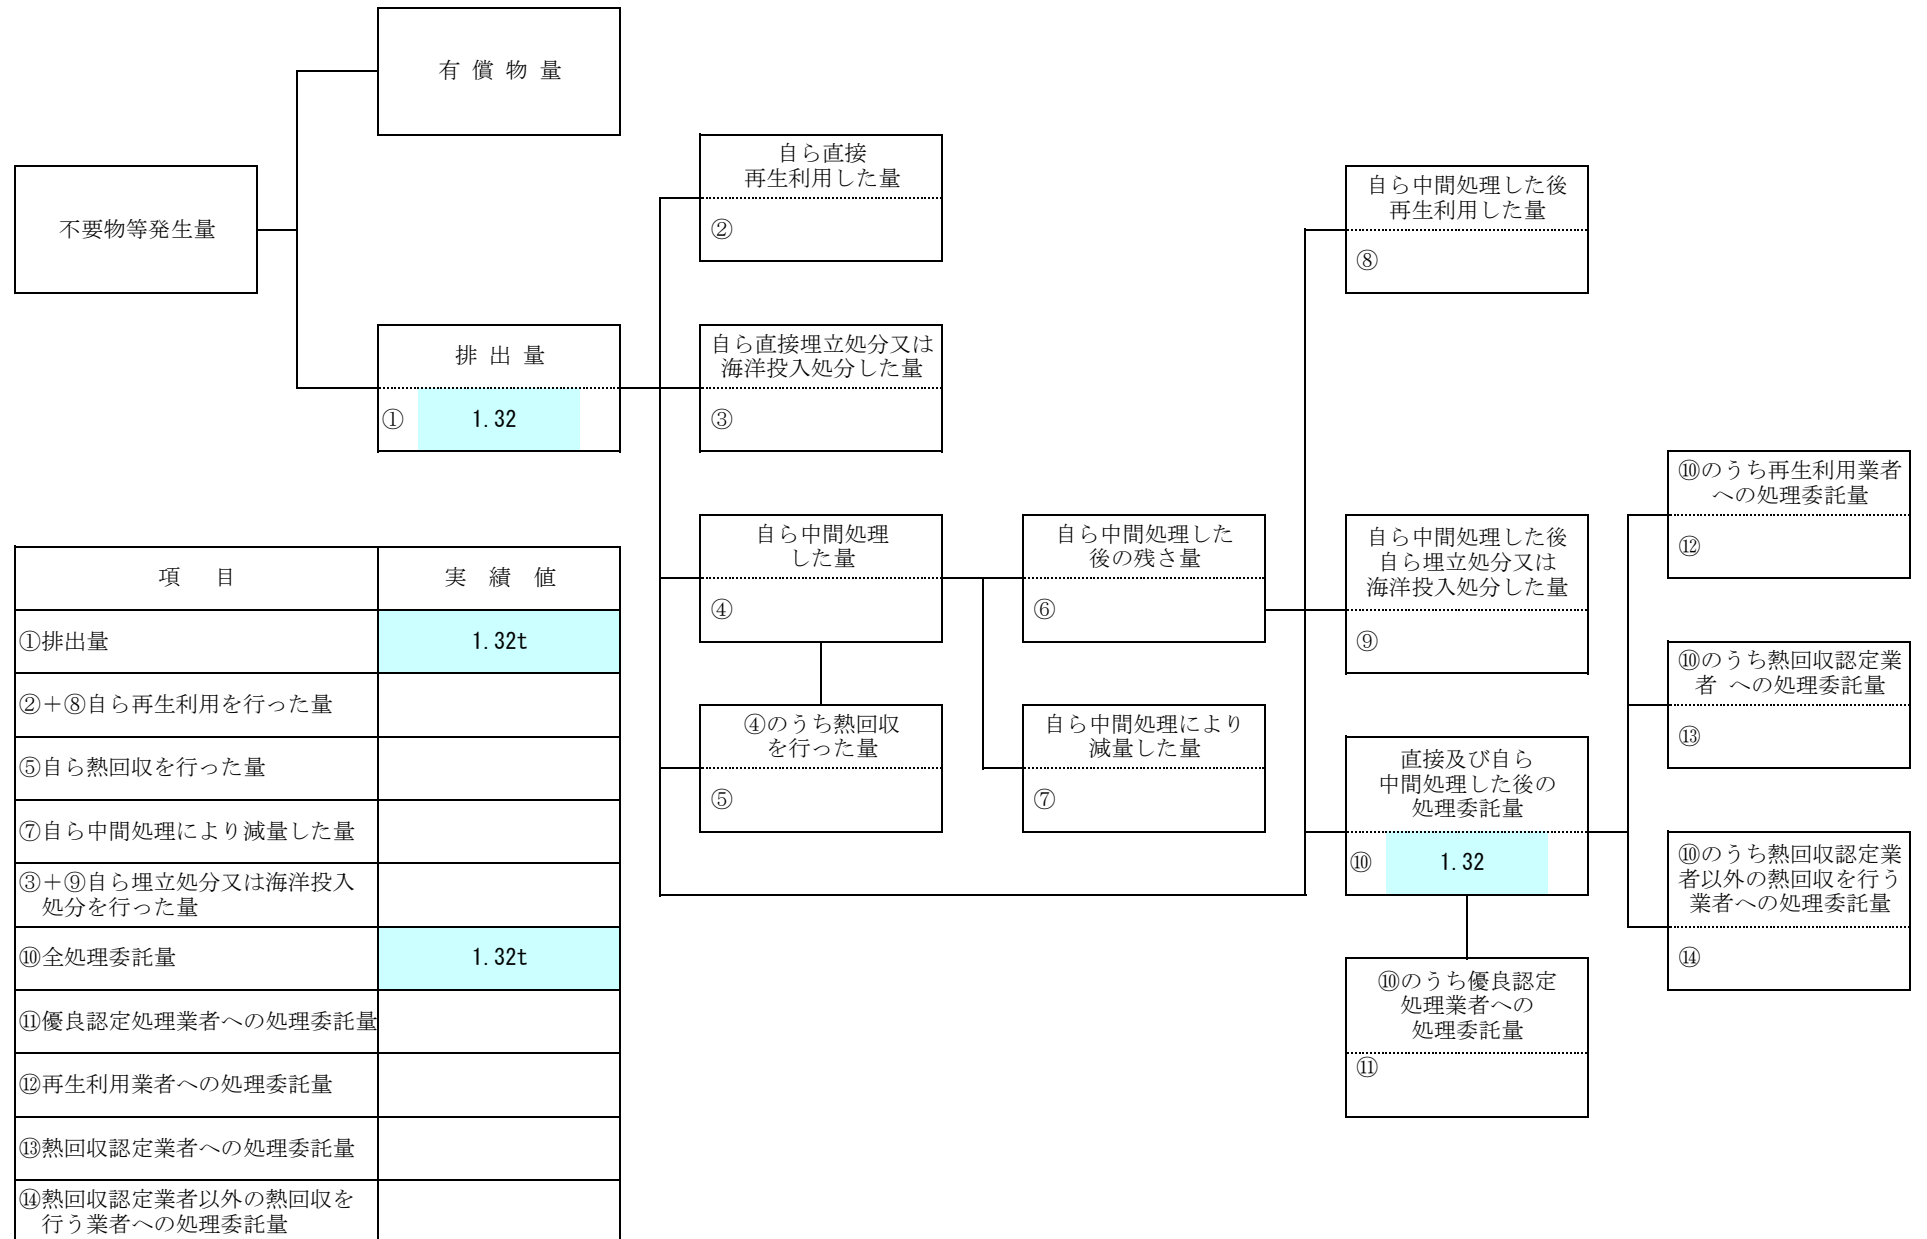 有 償 物 量
不要物等発生量
排 出 量
① 1.32
自ら直接
再生利用した量
②
自ら直接埋立処分又は
海洋投入処分した量
③
自ら中間処理
した量
④
④のうち熱回収
を行った量
⑤
自ら中間処理した
後の残さ量
⑥
自ら中間処理により
減量した量
⑦
自ら中間処理した後
再生利用した量
⑧
自ら中間処理した後
自ら埋立処分又は
海洋投入処分した量
⑨
直接及び自ら
中間処理した後の
処理委託量
⑩ 1.32
⑩のうち優良認定
処理業者への
処理委託量
⑪
⑩のうち再生利用業者
への処理委託量
⑫
⑩のうち熱回収認定業
者 への処理委託量
⑬
⑩のうち熱回収認定業
者以外の熱回収を行う
業者への処理委託量
⑭
項 目 実 績 値
①排出量 1.32t
②＋⑧自ら再生利用を行った量
⑤自ら熱回収を行った量
⑦自ら中間処理により減量した量
③＋⑨自ら埋立処分又は海洋投入
処分を行った量
⑩全処理委託量 1.32t
⑪優良認定処理業者への処理委託量
⑫再生利用業者への処理委託量
⑬熱回収認定業者への処理委託量
⑭熱回収認定業者以外の熱回収を
行う業者への処理委託量